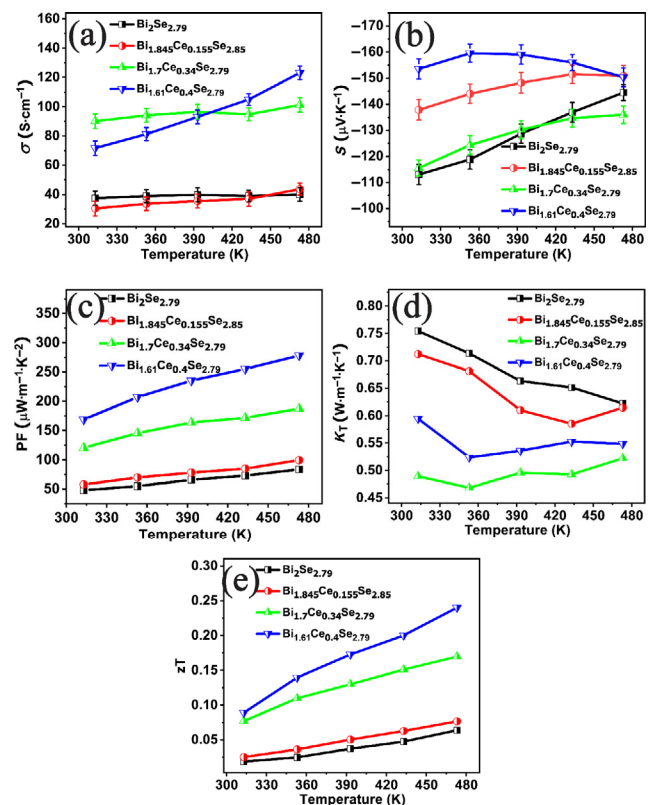 (a)
160
140
120
100
80
60
40
20
σ (S·cm⁻¹)
Bi₂Se₂.₇₉
Bi₁.₈₄₅Ce₀.₁₅₅Se₂.₈₅
Bi₁.₇Ce₀.₃₄Se₂.₇₉
Bi₁.₆₁Ce₀.₄Se₂.₇₉
300 330 360 390 420 450 480
Temperature (K)
(b)
−170
−160
−150
−140
−130
−120
−110
−100
S (μV·K⁻¹)
Bi₂Se₂.₇₉
Bi₁.₈₄₅Ce₀.₁₅₅Se₂.₈₅
Bi₁.₇Ce₀.₃₄Se₂.₇₉
Bi₁.₆₁Ce₀.₄Se₂.₇₉
300 330 360 390 420 450 480
Temperature (K)
(c)
350
300
250
200
150
100
50
PF (μW·m⁻¹·K⁻²)
Bi₂Se₂.₇₉
Bi₁.₈₄₅Ce₀.₁₅₅Se₂.₈₅
Bi₁.₇Ce₀.₃₄Se₂.₇₉
Bi₁.₆₁Ce₀.₄Se₂.₇₉
300 330 360 390 420 450 480
Temperature (K)
(d)
0.80
0.75
0.70
0.65
0.60
0.55
0.50
0.45
K_T (W·m⁻¹·K⁻¹)
Bi₂Se₂.₇₉
Bi₁.₈₄₅Ce₀.₁₅₅Se₂.₈₅
Bi₁.₇Ce₀.₃₄Se₂.₇₉
Bi₁.₆₁Ce₀.₄Se₂.₇₉
300 330 360 390 420 450 480
Temperature (K)
(e)
0.30
0.25
0.20
0.15
0.10
0.05
zT
Bi₂Se₂.₇₉
Bi₁.₈₄₅Ce₀.₁₅₅Se₂.₈₅
Bi₁.₇Ce₀.₃₄Se₂.₇₉
Bi₁.₆₁Ce₀.₄Se₂.₇₉
300 330 360 390 420 450 480
Temperature (K)